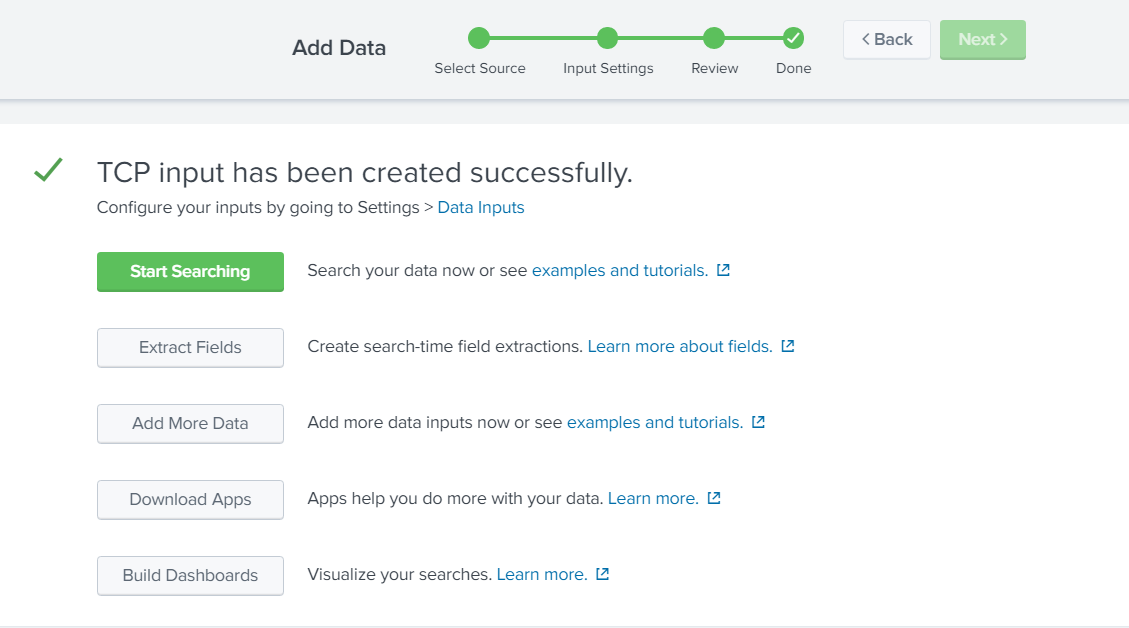 Add Data
Select Source
Input Settings
Review
Done
Back
Next
TCP input has been created successfully.
Configure your inputs by going to Settings > Data Inputs
Start Searching
Search your data now or see examples and tutorials.
Extract Fields
Create search-time field extractions. Learn more about fields.
Add More Data
Add more data inputs now or see examples and tutorials.
Download Apps
Apps help you do more with your data. Learn more.
Build Dashboards
Visualize your searches. Learn more.